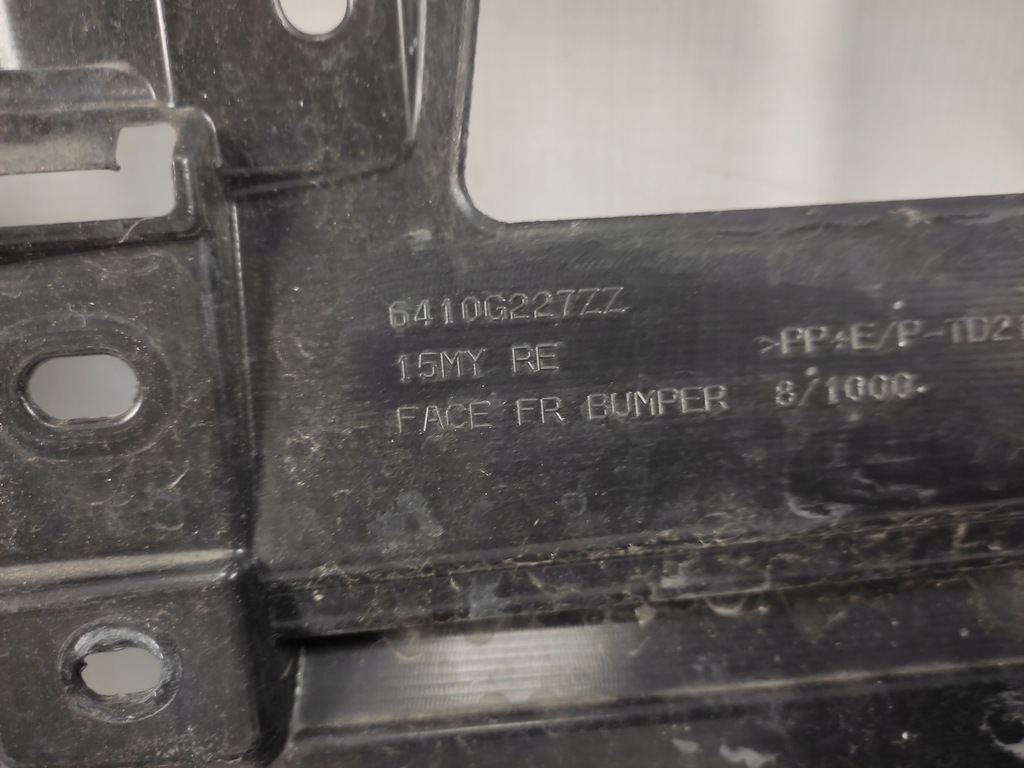 6410G227ZZ
15MY RE
FACE FR BUMPER
>PP+E/P-TD2
8/1000